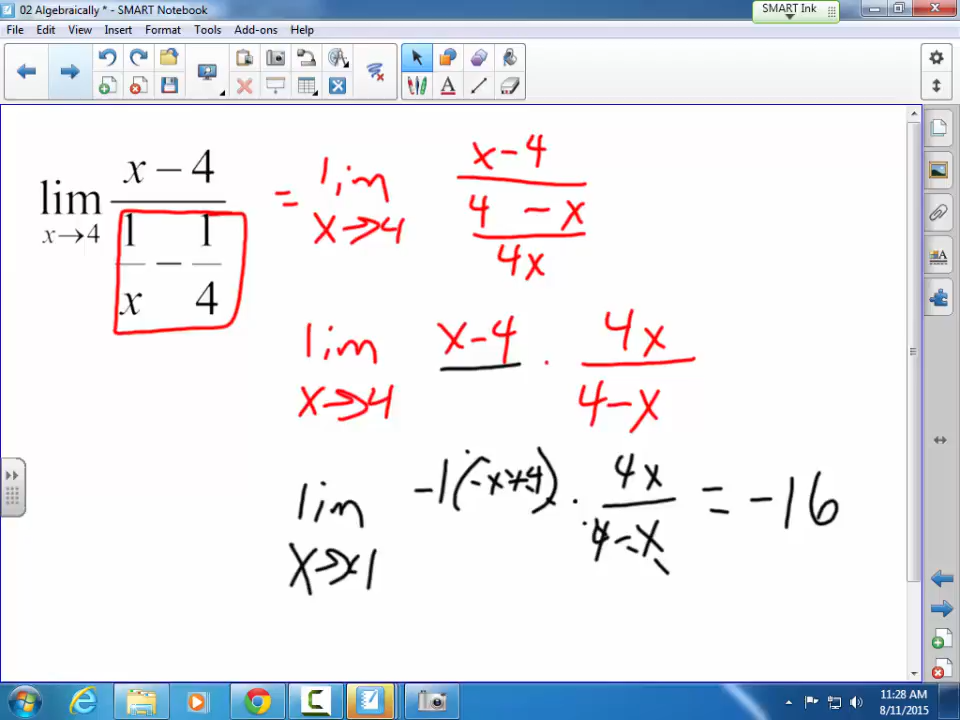 02 Algebraically * - SMART Notebook
SMART Ink
File Edit View Insert Format Tools Add-ons Help
lim x→4 (x − 4)/(1/x − 1/4) = lim x→4 (x−4)/((4 − x)/(4x))
lim x→4 x−4 · 4x/(4−x)
lim x→x1 -1(-x+4) · 4x/(4-x) = -16
11:28 AM
8/11/2015